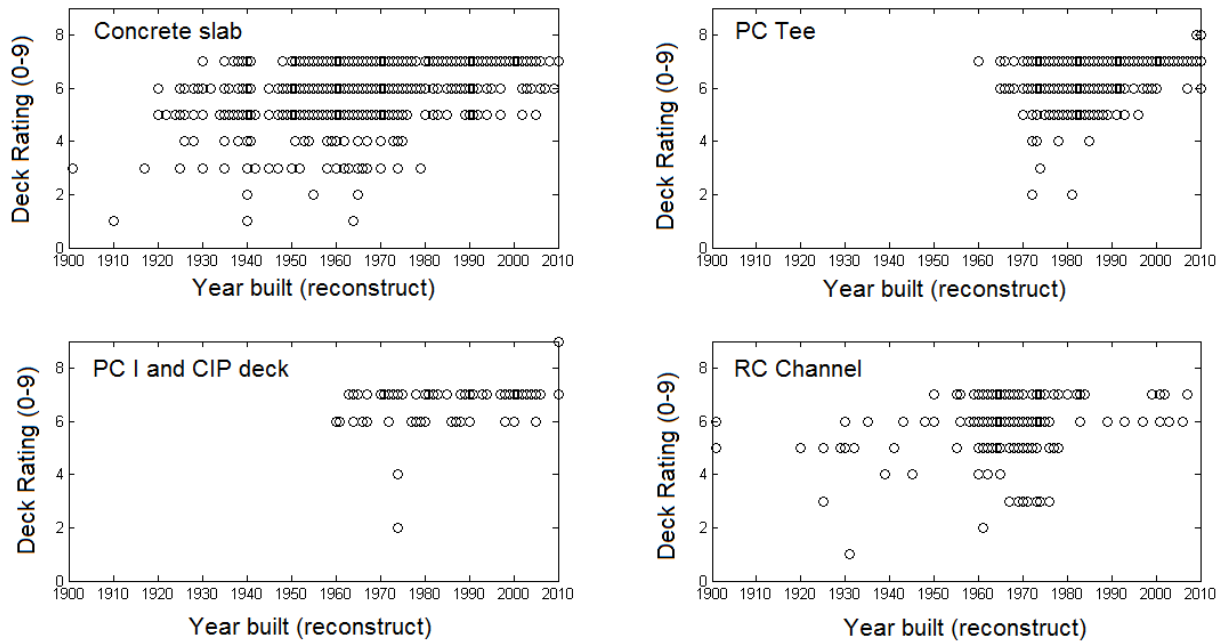 Concrete slab
Deck Rating (0-9)
8
6
4
2
0
1900 1910 1920 1930 1940 1950 1960 1970 1980 1990 2000 2010
Year built (reconstruct)
PC Tee
Deck Rating (0-9)
8
6
4
2
0
1900 1910 1920 1930 1940 1950 1960 1970 1980 1990 2000 2010
Year built (reconstruct)
PC I and CIP deck
Deck Rating (0-9)
8
6
4
2
0
1900 1910 1920 1930 1940 1950 1960 1970 1980 1990 2000 2010
Year built (reconstruct)
RC Channel
Deck Rating (0-9)
8
6
4
2
0
1900 1910 1920 1930 1940 1950 1960 1970 1980 1990 2000 2010
Year built (reconstruct)